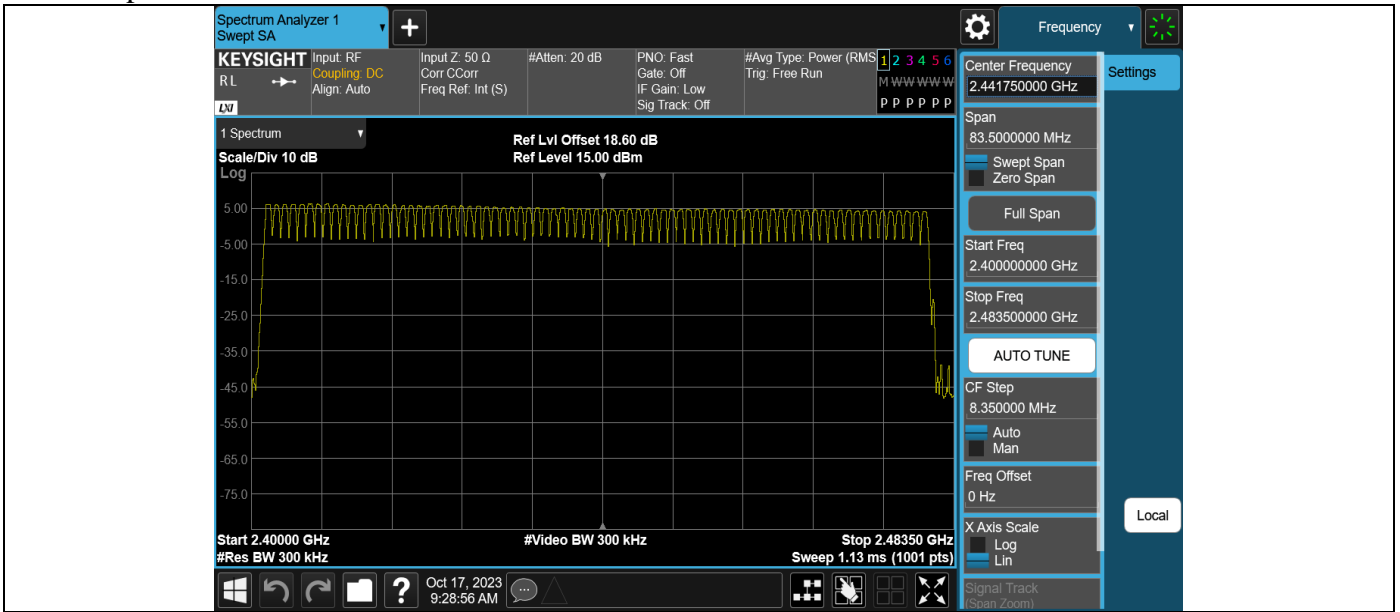 Spectrum Analyzer 1
Swept SA
Frequency
KEYSIGHT
R L
LXI
Input: RF
Coupling: DC
Align: Auto
Input Z: 50 Ω
Corr CCorr
Freq Ref: Int (S)
#Atten: 20 dB
PNO: Fast
Gate: Off
IF Gain: Low
Sig Track: Off
#Avg Type: Power (RMS
Trig: Free Run
1 2 3 4 5 6
M W W W W W
P P P P P P
1 Spectrum
Scale/Div 10 dB
Log
Ref Lvl Offset 18.60 dB
Ref Level 15.00 dBm
5.00
-5.00
-15.0
-25.0
-35.0
-45.0
-55.0
-65.0
-75.0
Start 2.40000 GHz
#Res BW 300 kHz
#Video BW 300 kHz
Stop 2.48350 GHz
Sweep 1.13 ms (1001 pts)
?
Oct 17, 2023
9:28:56 AM
Center Frequency
2.441750000 GHz
Span
83.5000000 MHz
Swept Span
Zero Span
Full Span
Start Freq
2.400000000 GHz
Stop Freq
2.483500000 GHz
AUTO TUNE
CF Step
8.350000 MHz
Auto
Man
Freq Offset
0 Hz
X Axis Scale
Log
Lin
Signal Track
(Span Zoom)
Settings
Local